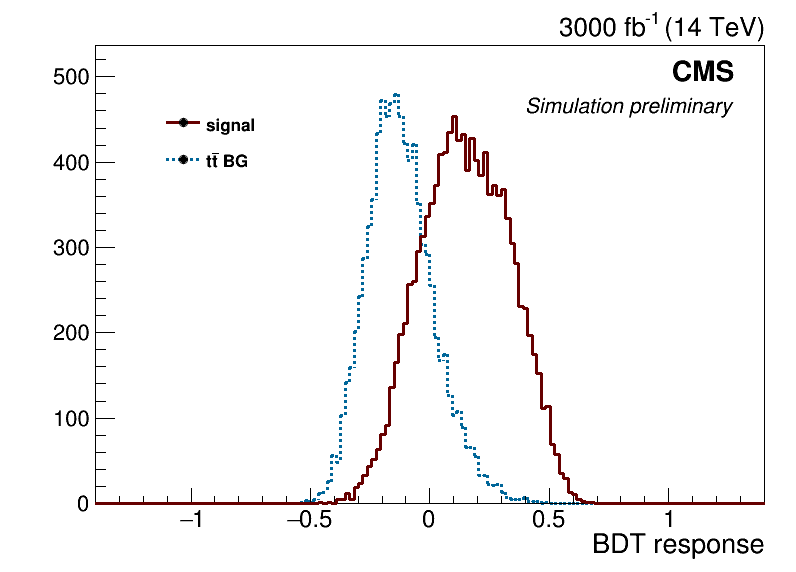 3000 fb⁻¹ (14 TeV)
CMS
Simulation preliminary
signal
tt̄ BG
500
400
300
200
100
0
−1 −0.5 0 0.5 1
BDT response